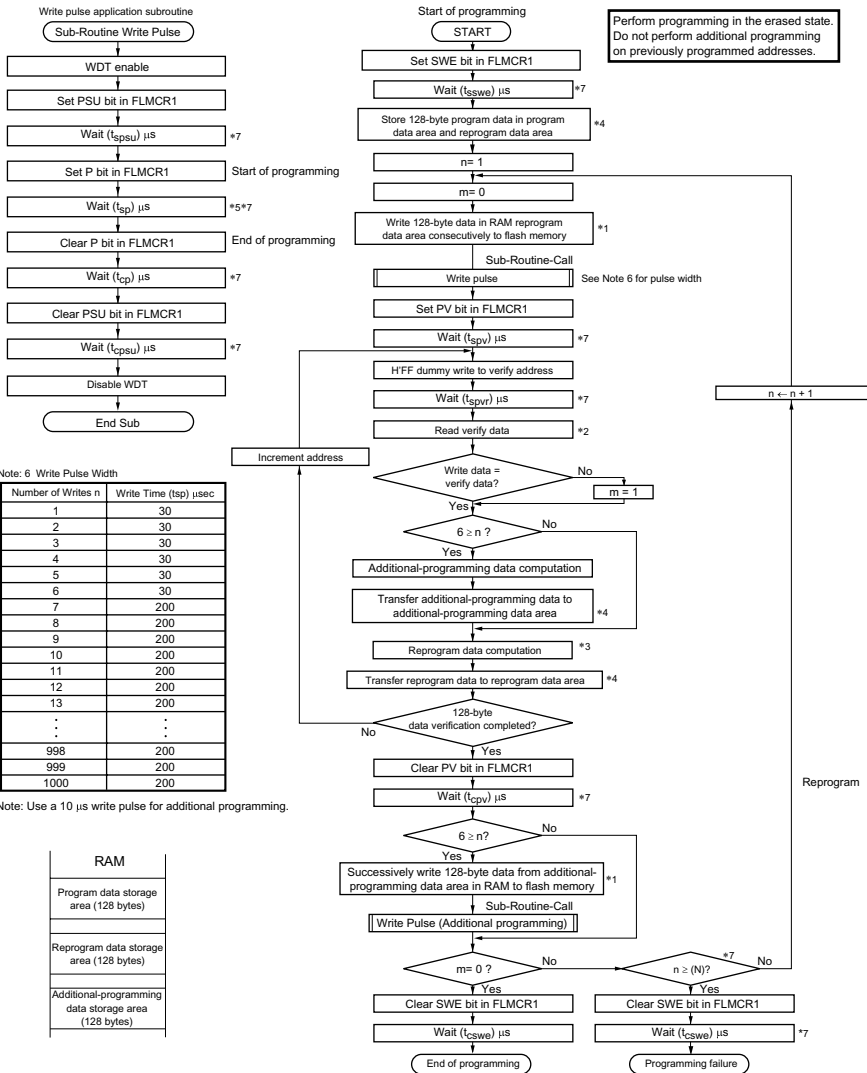 Write pulse application subroutine
Sub-Routine Write Pulse
WDT enable
Set PSU bit in FLMCR1
Wait (tspsu) μs
*7
Set P bit in FLMCR1
Start of programming
Wait (tsp) μs
*5*7
Clear P bit in FLMCR1
End of programming
Wait (tcp) μs
*7
Clear PSU bit in FLMCR1
Wait (tcpsu) μs
*7
Disable WDT
End Sub
Note: 6 Write Pulse Width
Number of Writes n Write Time (tsp) μsec
1 30
2 30
3 30
4 30
5 30
6 30
7 200
8 200
9 200
10 200
11 200
12 200
13 200
998 200
999 200
1000 200
Note: Use a 10 μs write pulse for additional programming.
RAM
Program data storage
area (128 bytes)
Reprogram data storage
area (128 bytes)
Additional-programming
data storage area
(128 bytes)
Start of programming
START
Set SWE bit in FLMCR1
Wait (tsswe) μs
*7
Store 128-byte program data in program
data area and reprogram data area
*4
n= 1
m= 0
Write 128-byte data in RAM reprogram
data area consecutively to flash memory
*1
Sub-Routine-Call
Write pulse
See Note 6 for pulse width
Set PV bit in FLMCR1
Wait (tspv) μs
*7
H'FF dummy write to verify address
Wait (tspvr) μs
*7
Read verify data
*2
Increment address
Write data =
verify data?
No
m = 1
Yes
6 ≥ n ?
No
Yes
Additional-programming data computation
Transfer additional-programming data to
additional-programming data area
*4
Reprogram data computation
*3
Transfer reprogram data to reprogram data area
*4
128-byte
data verification completed?
No
Yes
Clear PV bit in FLMCR1
Wait (tcpv) μs
*7
6 ≥ n?
No
Yes
Successively write 128-byte data from additional-
programming data area in RAM to flash memory
*1
Sub-Routine-Call
Write Pulse (Additional programming)
m= 0 ?
No
Yes
Clear SWE bit in FLMCR1
Wait (tcswe) μs
End of programming
*7
n ≥ (N)?
No
Yes
Clear SWE bit in FLMCR1
Wait (tcswe) μs
*7
Programming failure
n ← n + 1
Reprogram
Perform programming in the erased state.
Do not perform additional programming
on previously programmed addresses.